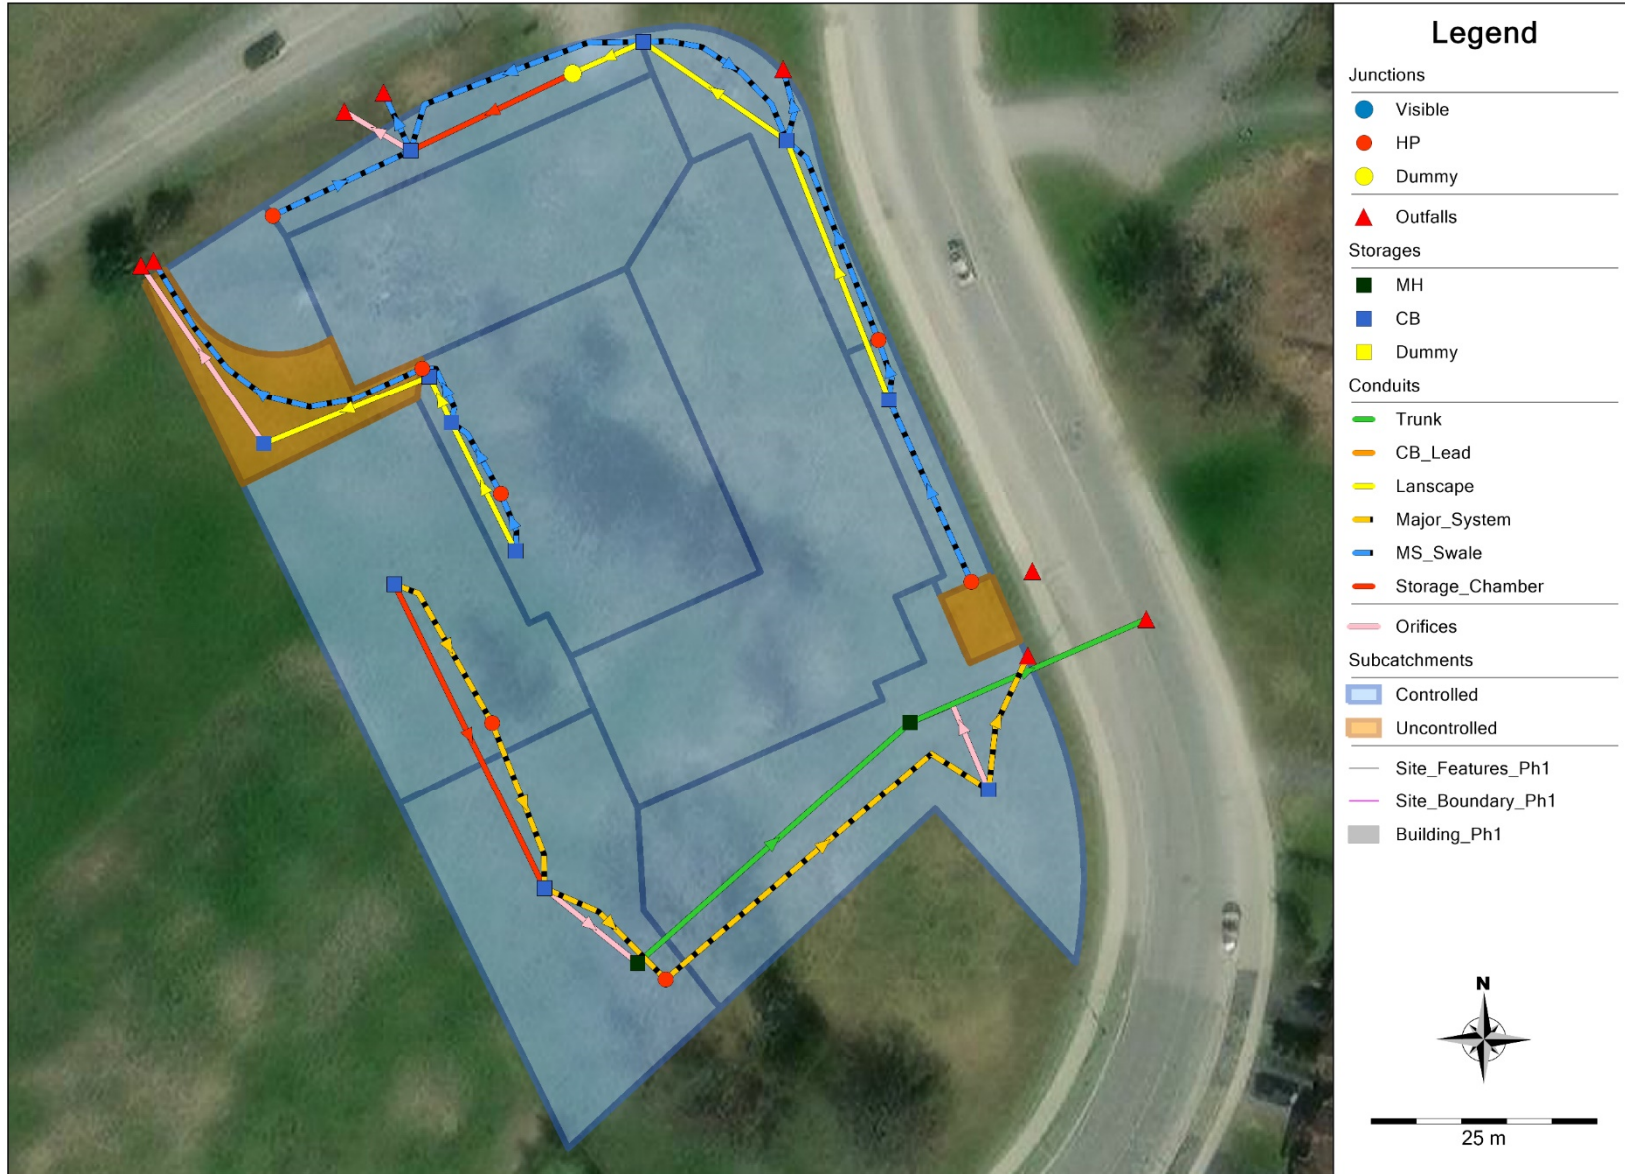 Legend
Junctions
Visible
HP
Dummy
Outfalls
Storages
MH
CB
Dummy
Conduits
Trunk
CB_Lead
Lanscape
Major_System
MS_Swale
Storage_Chamber
Orifices
Subcatchments
Controlled
Uncontrolled
Site_Features_Ph1
Site_Boundary_Ph1
Building_Ph1
N
25 m